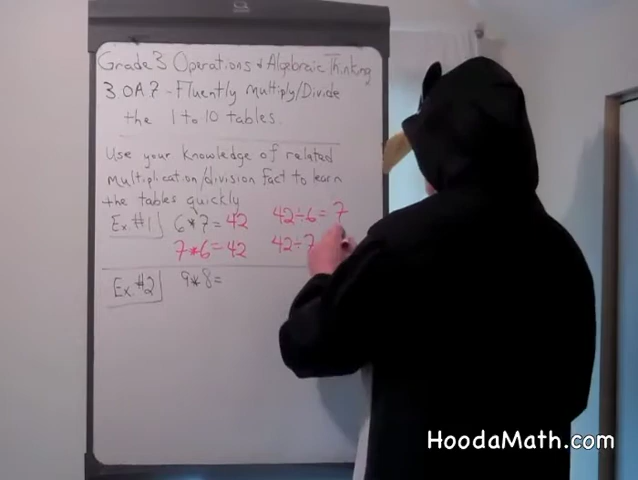 Grade 3 Operations & Algebraic Thinking
3.OA.7 - Fluently Multiply/Divide
the 1 to 10 tables.
Use your knowledge of related
multiplication/division fact to learn
the tables quickly
Ex. #1 6*7=42 42÷6=7
7*6=42 42÷7
Ex. #2 9*8=
HoodaMath.com